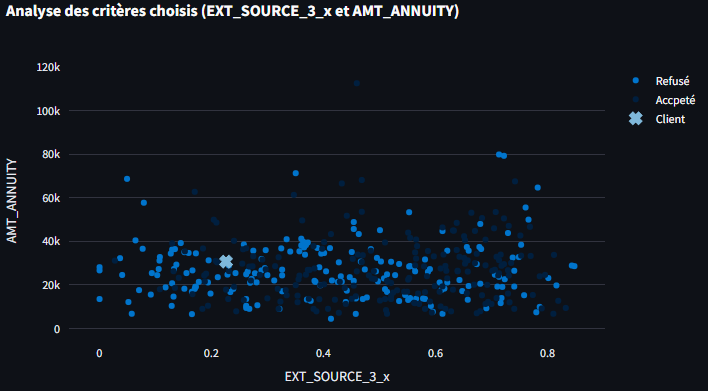 Analyse des critères choisis (EXT_SOURCE_3_x et AMT_ANNUITY)
120k
100k
80k
60k
40k
20k
0
AMT_ANNUITY
0
0.2
0.4
0.6
0.8
EXT_SOURCE_3_x
Refusé
Accpeté
Client